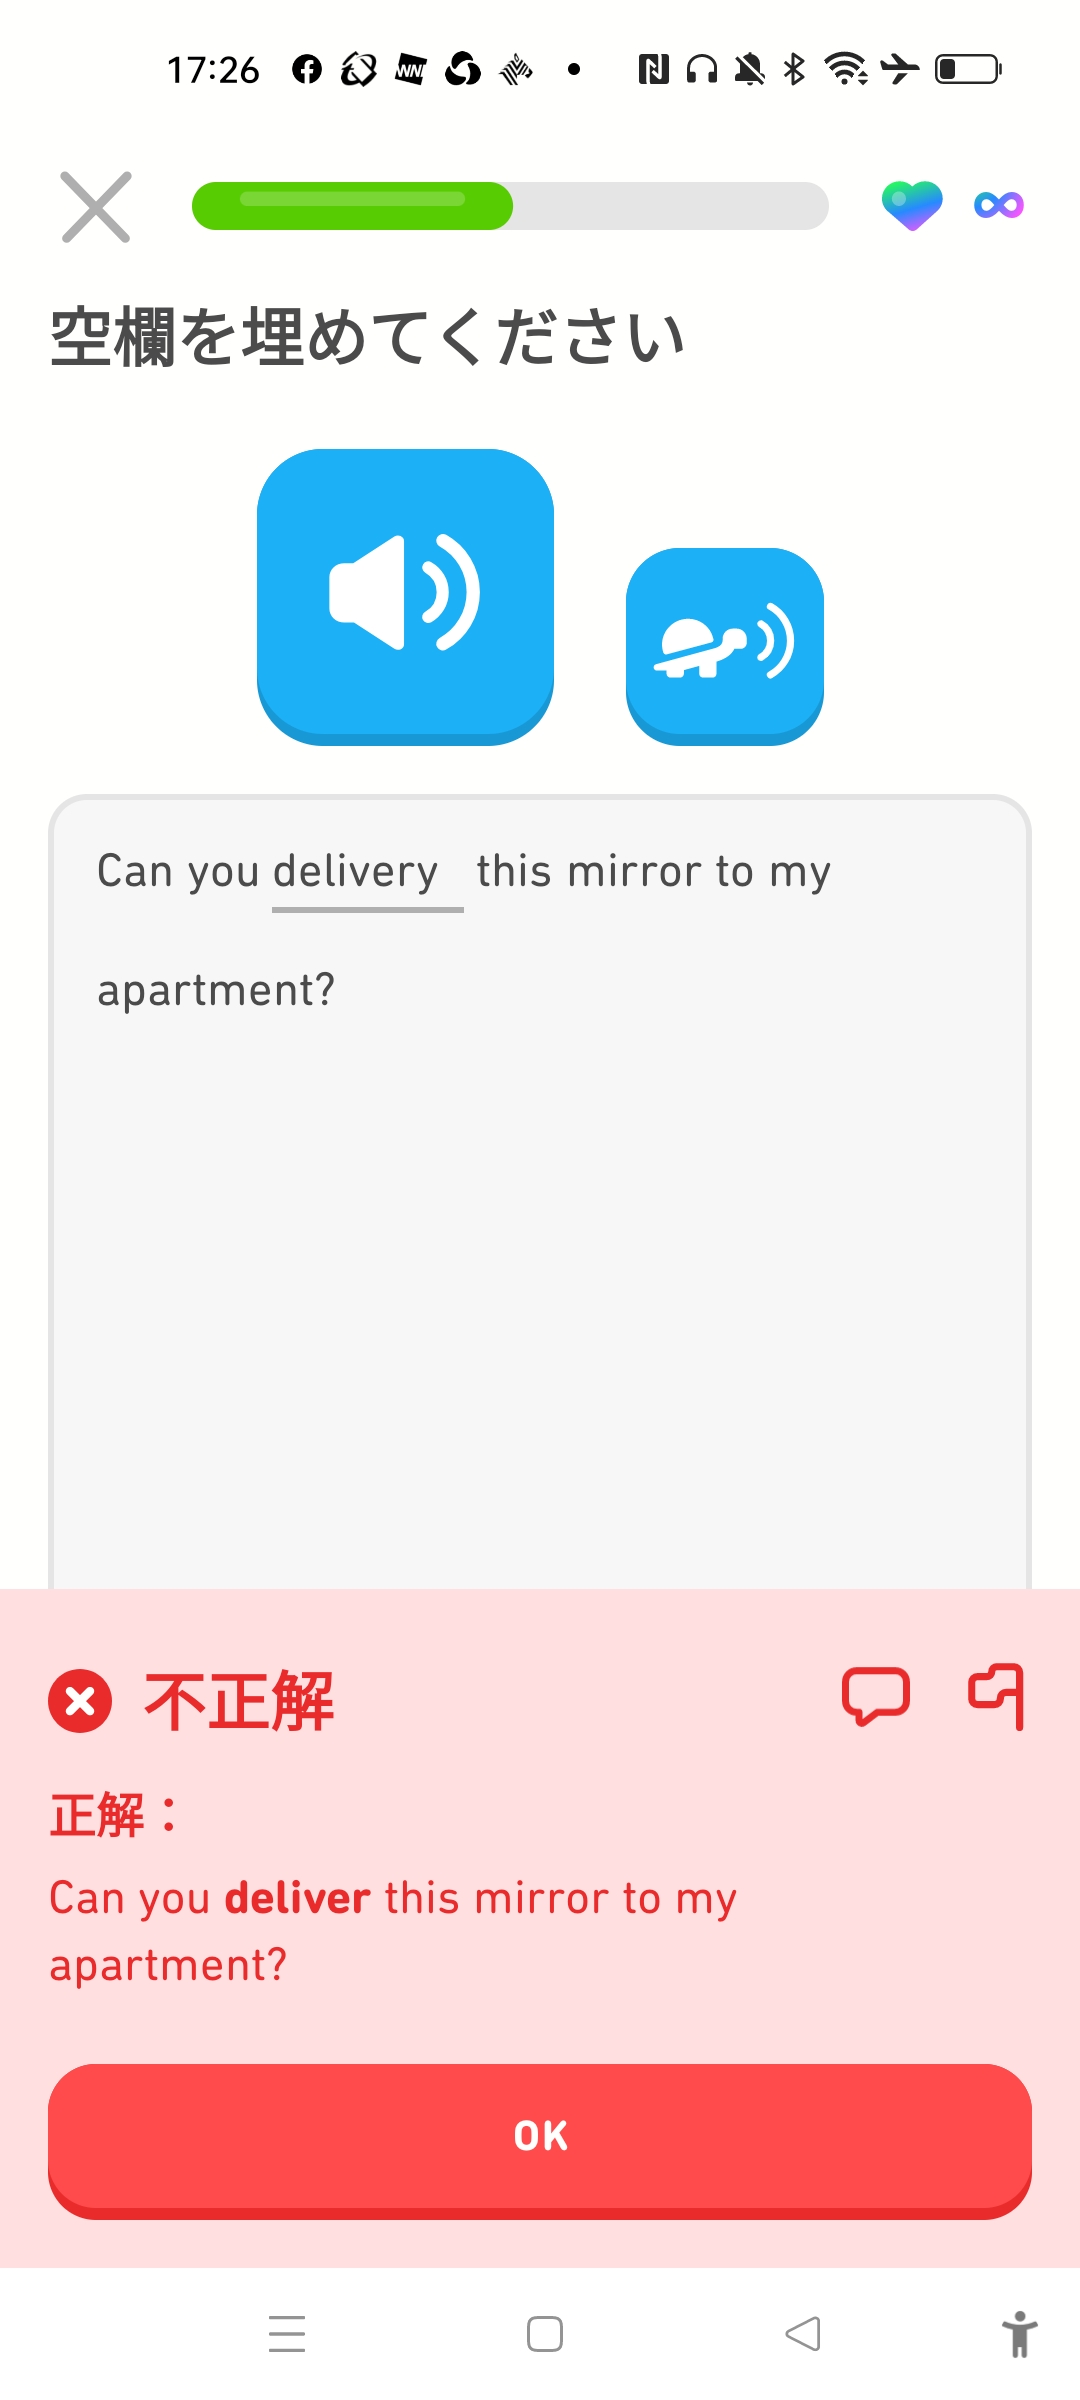 17:26
空欄を埋めてください
Can you delivery this mirror to my
apartment?
不正解
正解：
Can you deliver this mirror to my
apartment?
OK